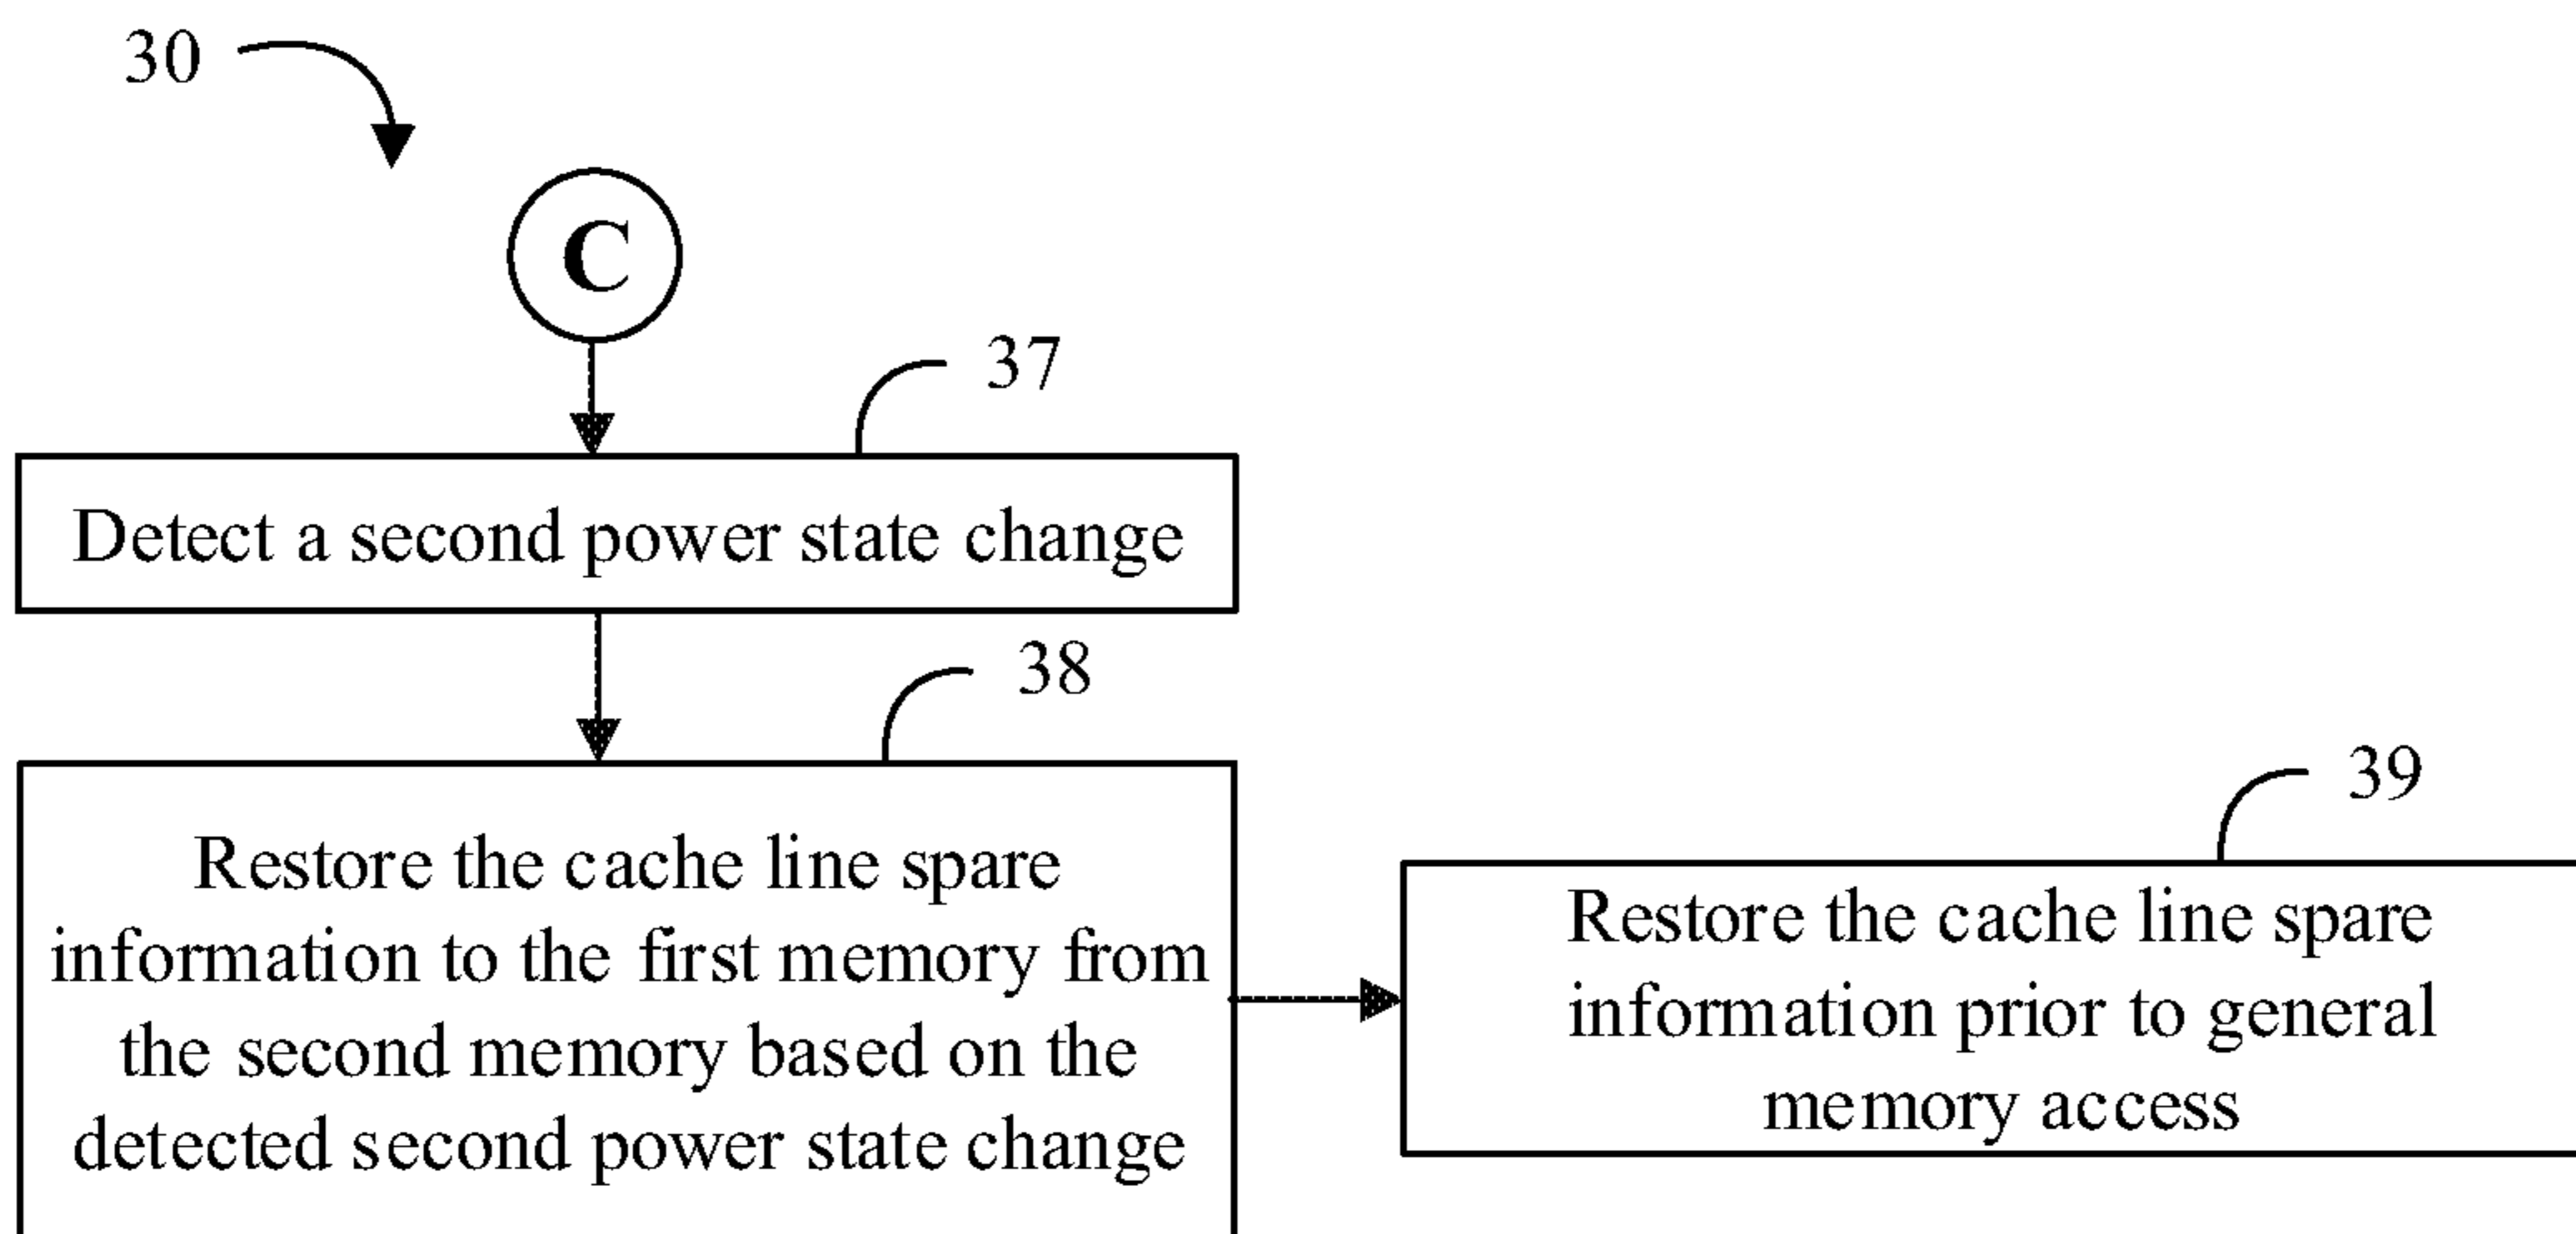 30
C
37
Detect a second power state change
38
Restore the cache line spare
information to the first memory from
the second memory based on the
detected second power state change
39
Restore the cache line spare
information prior to general
memory access